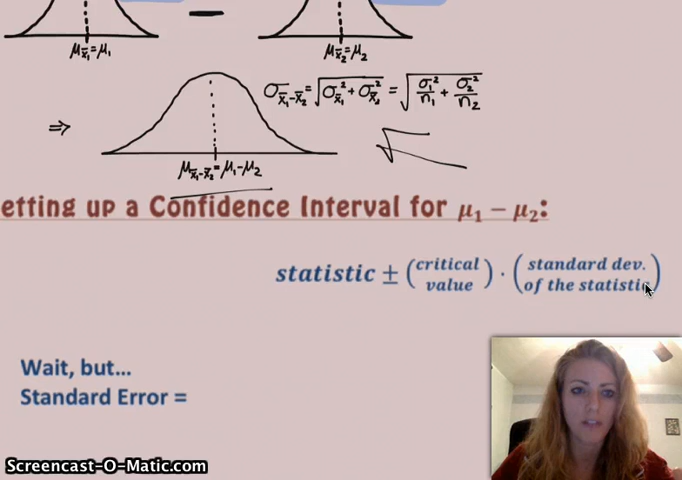 μx̄₁=μ₁
μx̄₂=μ₂
σx̄₁-x̄₂=√σ²x̄₁+σ²x̄₂=√σ₁²/n₁+σ₂²/n₂
⇒
μx̄₁-x̄₂=μ₁-μ₂
etting up a Confidence Interval for μ₁ − μ₂:
statistic ± (critical value) · (standard dev. of the statistic)
Wait, but...
Standard Error =
Screencast-O-Matic.com